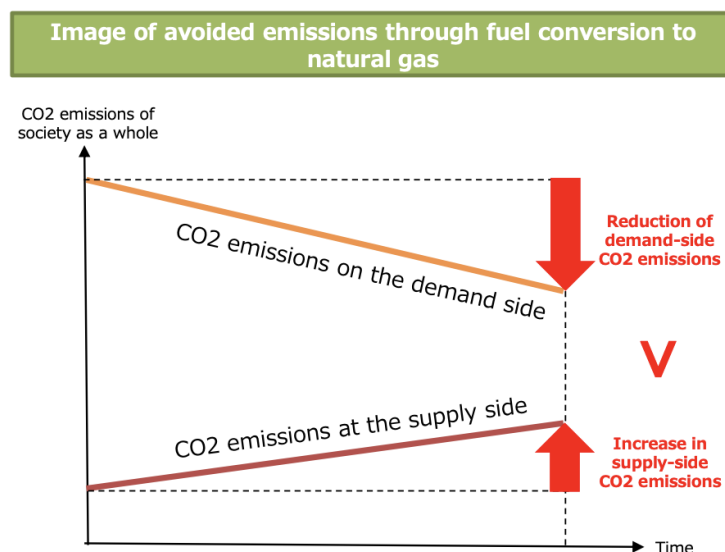 Image of avoided emissions through fuel conversion to
natural gas
CO2 emissions of
society as a whole
CO2 emissions on the demand side
Reduction of
demand-side
CO2 emissions
V
CO2 emissions at the supply side
Increase in
supply-side
CO2 emissions
Time